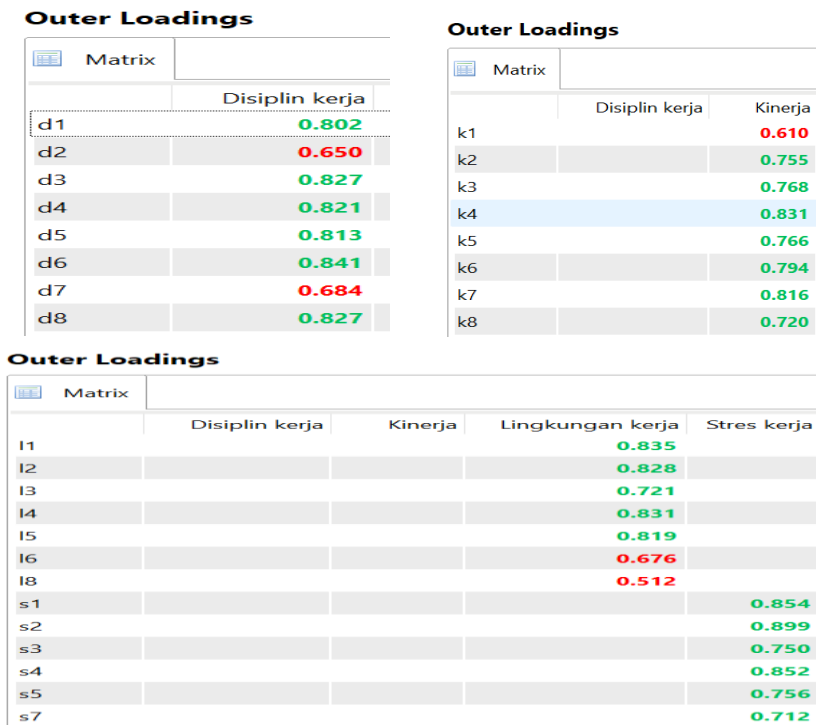 Outer Loadings
Matrix
Disiplin kerja
d1 0.802
d2 0.650
d3 0.827
d4 0.821
d5 0.813
d6 0.841
d7 0.684
d8 0.827
Outer Loadings
Matrix
Disiplin kerja Kinerja
k1 0.610
k2 0.755
k3 0.768
k4 0.831
k5 0.766
k6 0.794
k7 0.816
k8 0.720
Outer Loadings
Matrix
Disiplin kerja Kinerja Lingkungan kerja Stres kerja
l1 0.835
l2 0.828
l3 0.721
l4 0.831
l5 0.819
l6 0.676
l8 0.512
s1 0.854
s2 0.899
s3 0.750
s4 0.852
s5 0.756
s7 0.712